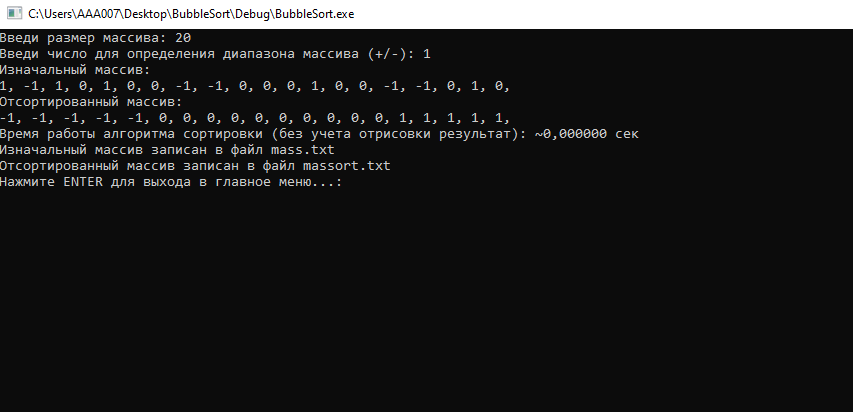 C:\Users\AAA007\Desktop\BubbleSort\Debug\BubbleSort.exe
Введи размер массива: 20
Введи число для определения диапазона массива (+/-): 1
Изначальный массив:
1, -1, 1, 0, 1, 0, 0, -1, -1, 0, 0, 0, 1, 0, 0, -1, -1, 0, 1, 0,
Отсортированный массив:
-1, -1, -1, -1, -1, 0, 0, 0, 0, 0, 0, 0, 0, 0, 0, 1, 1, 1, 1, 1,
Время работы алгоритма сортировки (без учета отрисовки результат): ~0,000000 сек
Изначальный массив записан в файл mass.txt
Отсортированный массив записан в файл massort.txt
Нажмите ENTER для выхода в главное меню...: